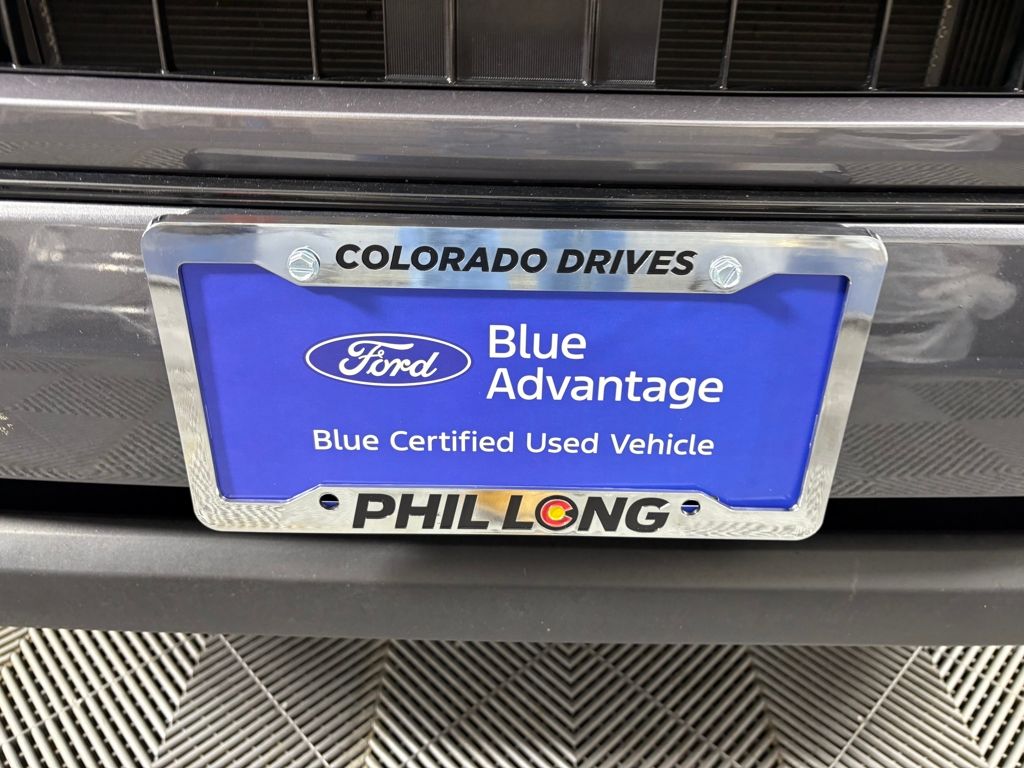 COLORADO DRIVES
Ford
Blue
Advantage
Blue Certified Used Vehicle
PHIL LONG